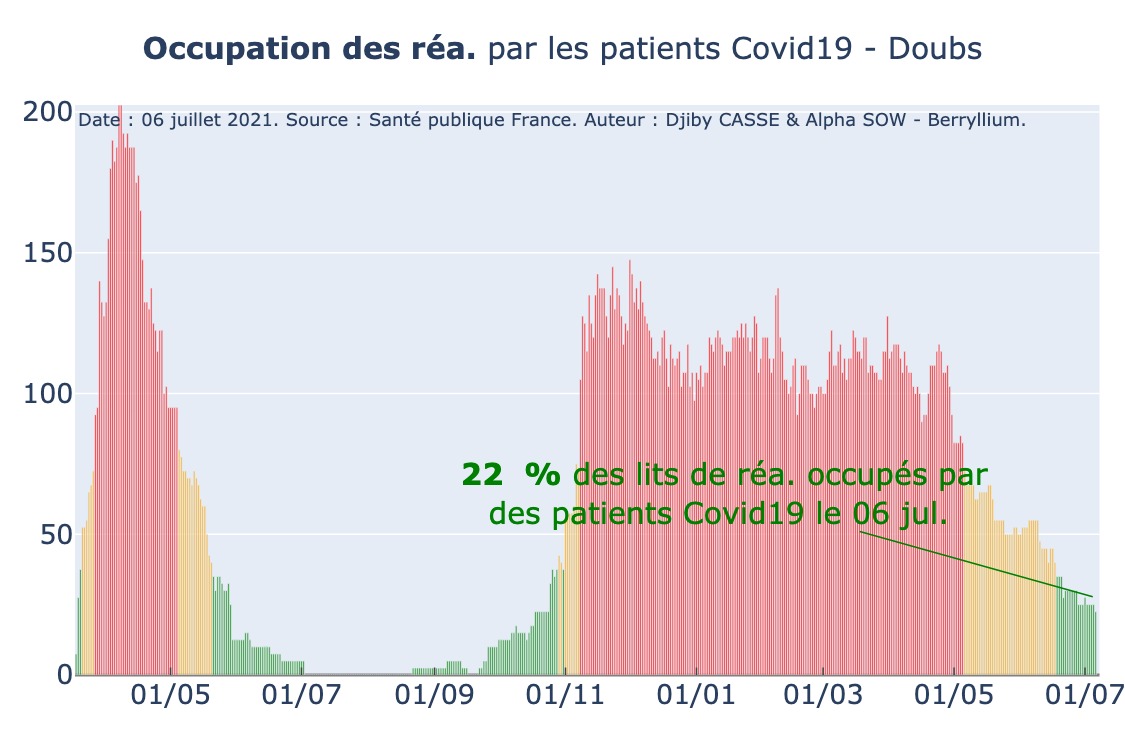 Occupation des réa. par les patients Covid19 - Doubs
200
Date : 06 juillet 2021. Source : Santé publique France. Auteur : Djiby CASSE & Alpha SOW - Berryllium.
150
100
22 % des lits de réa. occupés par
des patients Covid19 le 06 jul.
50
0
01/05 01/07 01/09 01/11 01/01 01/03 01/05 01/07